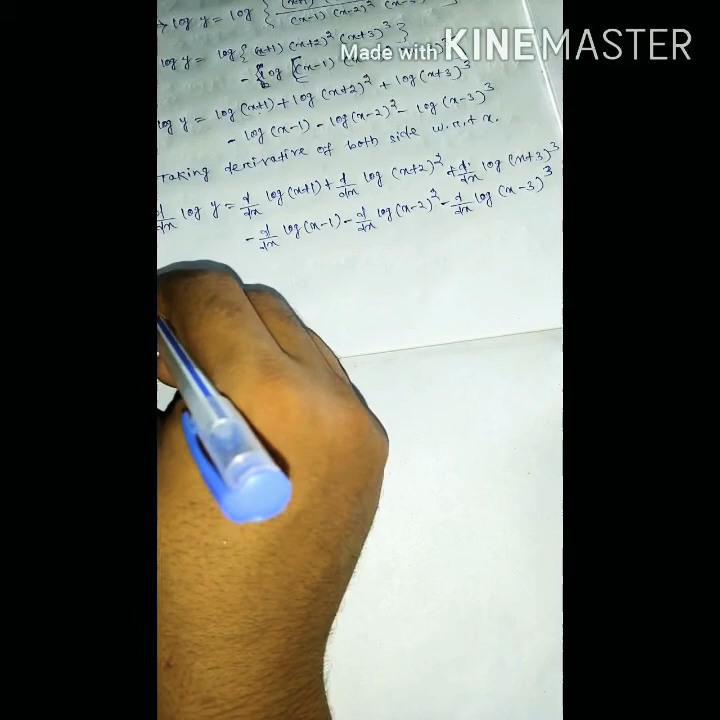 log y = log { (x-1) (x-2)²
log y = log { (x+1) (x+2)² (x+3)³ }
- { log [(x-1)
Made with KINEMASTER
log y = log (x+1) + log (x+2)² + log (x+3)³
- log (x-1) - log (x-2)² - log (x-3)³
Taking derivative of both side w.r.t x.
d/dx log y = d/dx log (x+1) + d/dx log (x+2)² + d/dx log (x+3)³
- d/dx log (x-1) - d/dx log (x-2)² - d/dx log (x-3)³